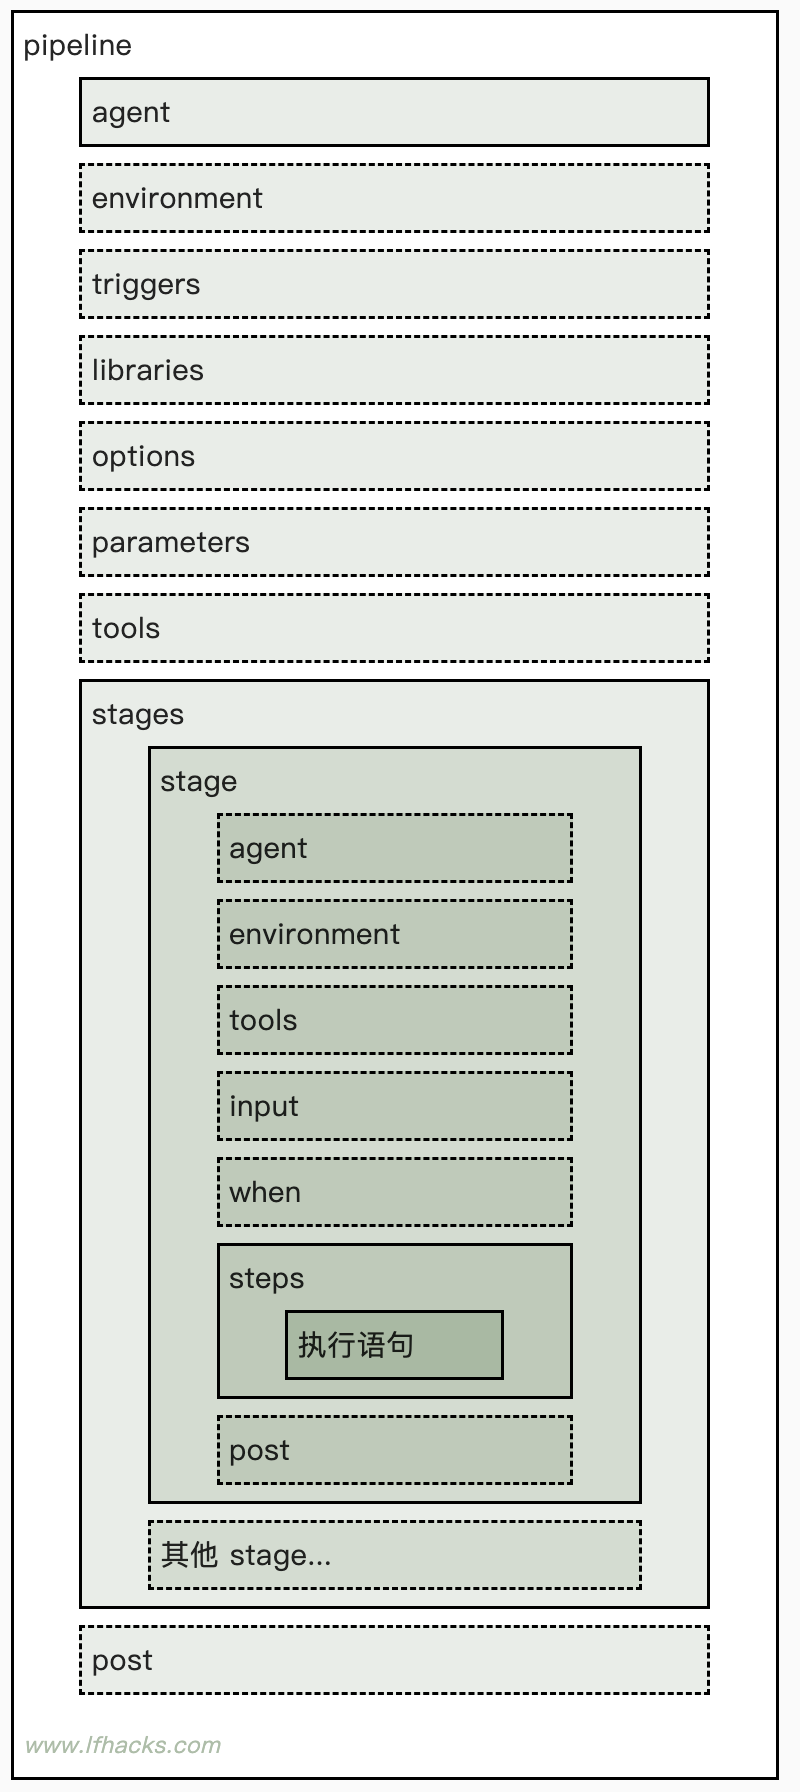 pipeline
agent
environment
triggers
libraries
options
parameters
tools
stages
stage
agent
environment
tools
input
when
steps
执行语句
post
其他 stage...
post
www.lfhacks.com